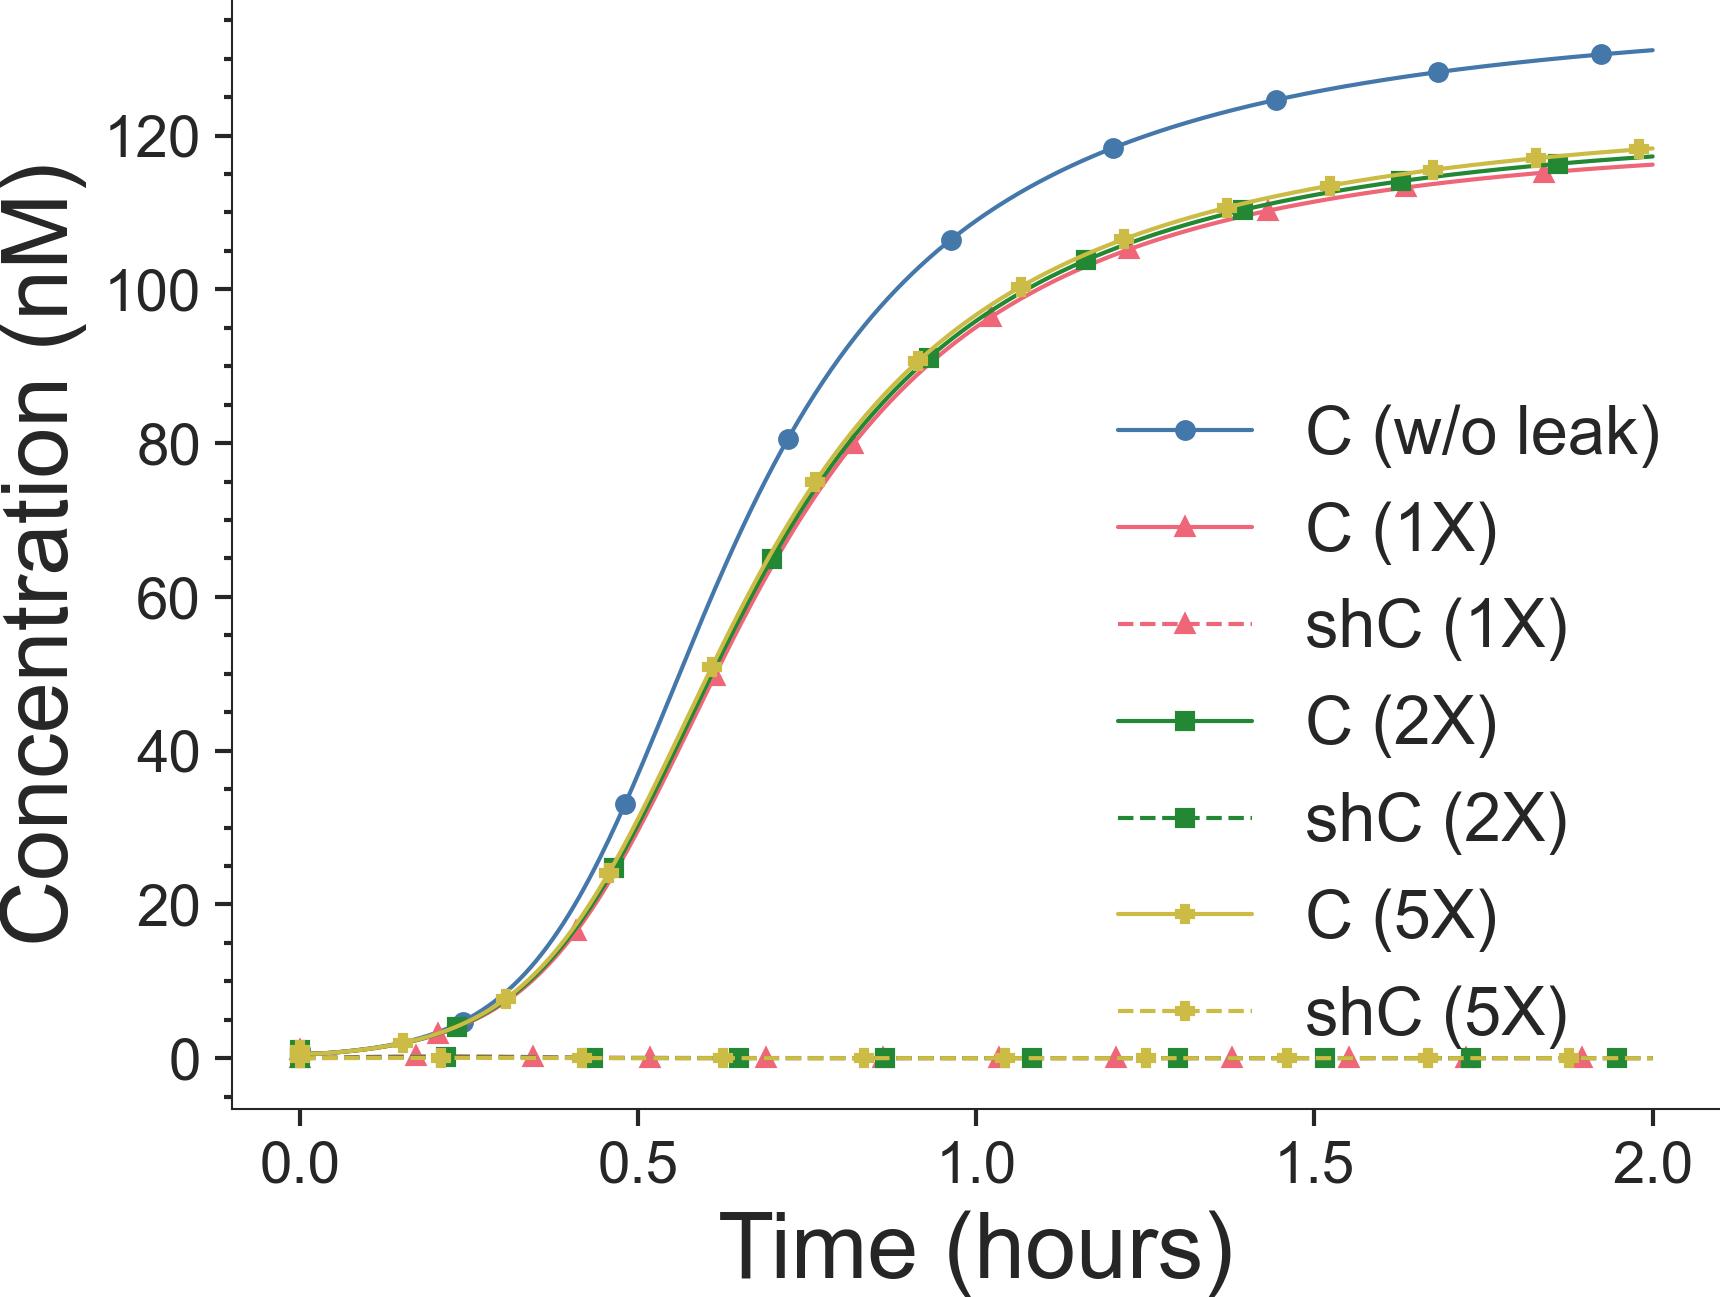 Concentration (nM)
120
100
80
60
40
20
0
C (w/o leak)
C (1X)
shC (1X)
C (2X)
shC (2X)
C (5X)
shC (5X)
0.0 0.5 1.0 1.5 2.0
Time (hours)